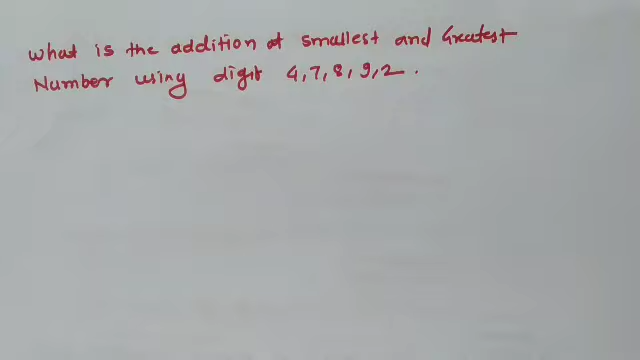 What is the addition of smallest and Greatest
Number using digit 4,7,8,9,2.